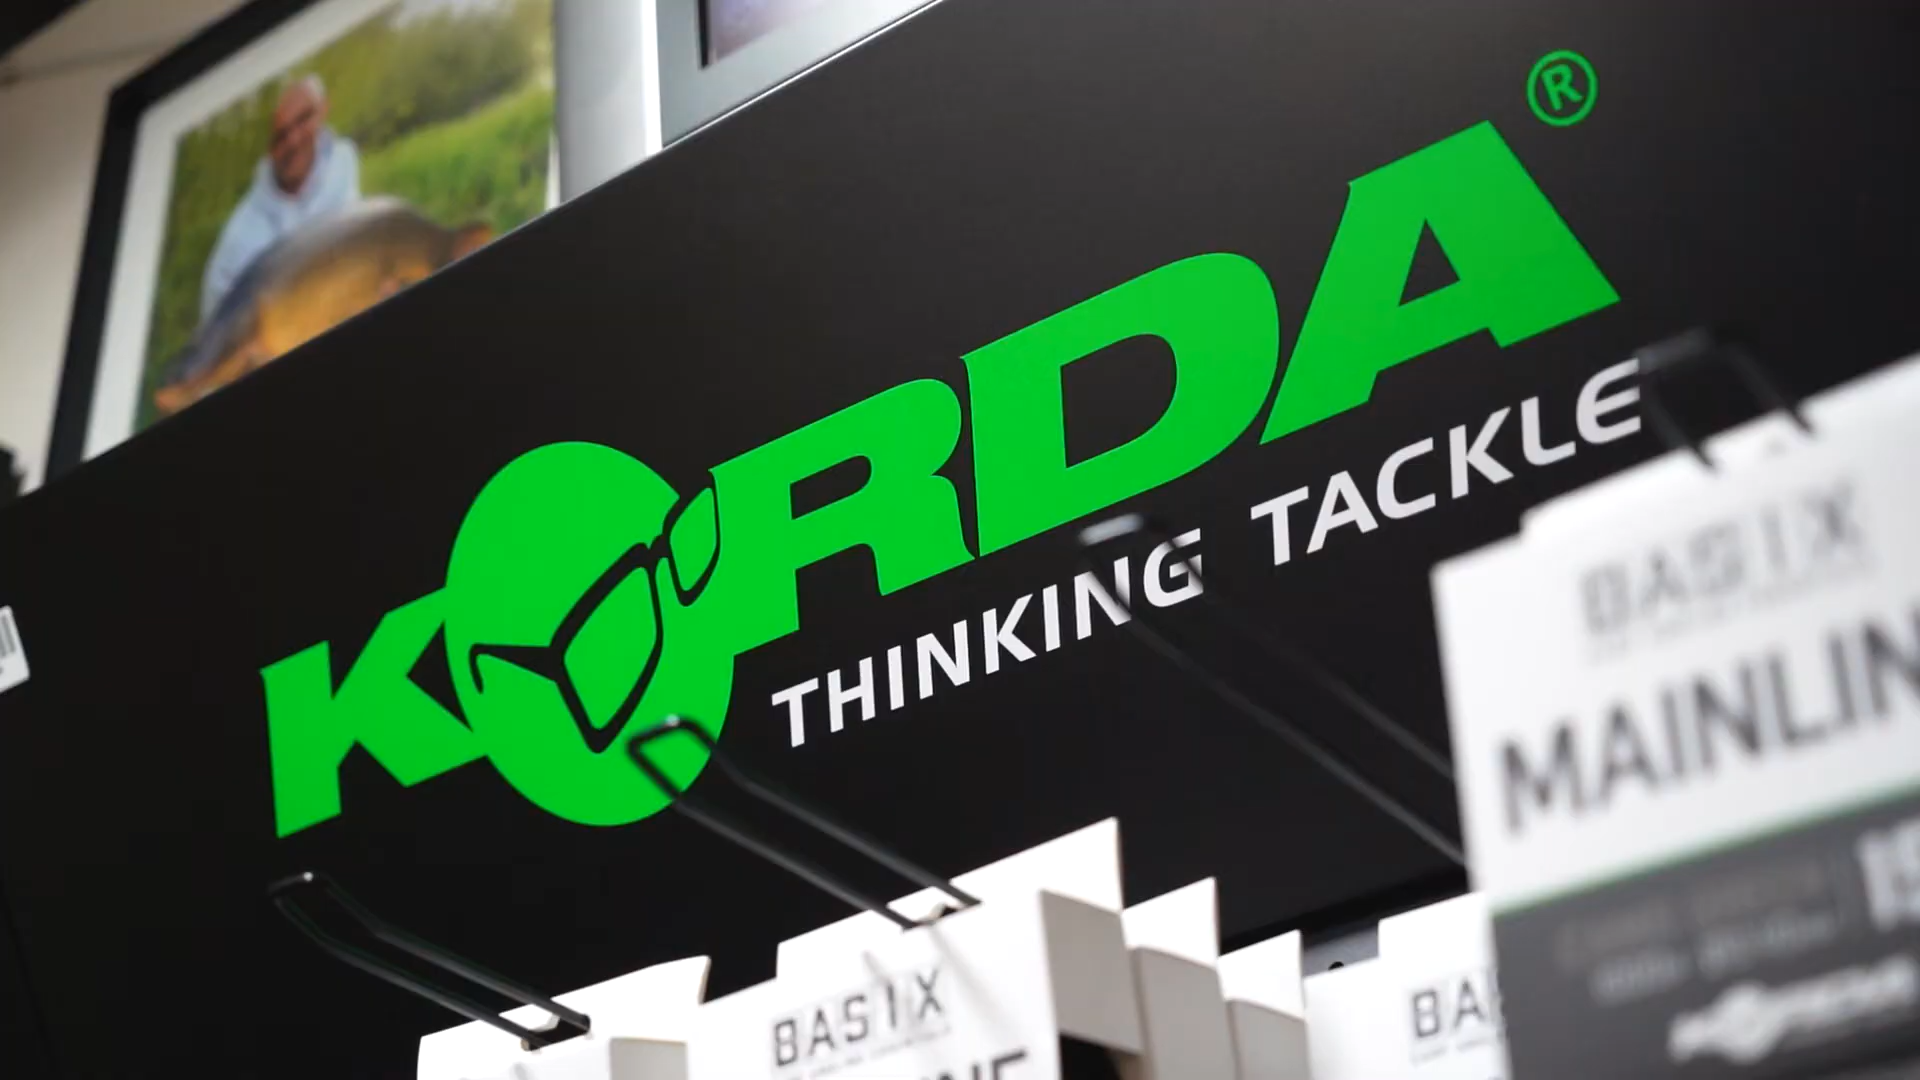 KORDA®
THINKING TACKLE
BASIX
MAINLIN
BASIX
BA